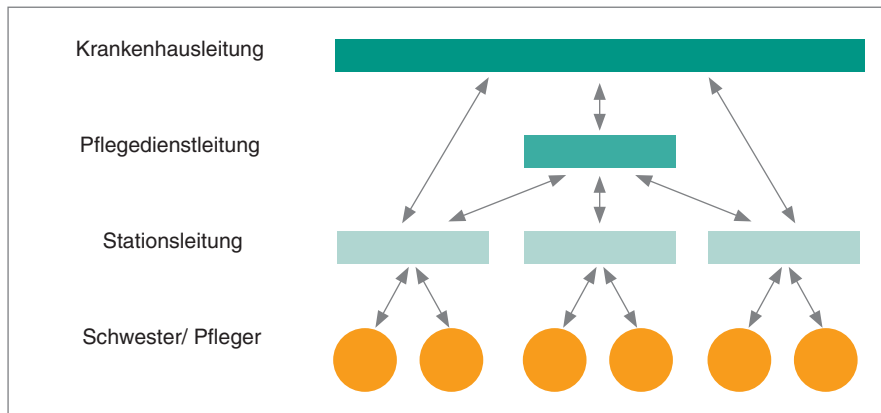 Krankenhausleitung
Pflegedienstleitung
Stationsleitung
Schwester/ Pfleger